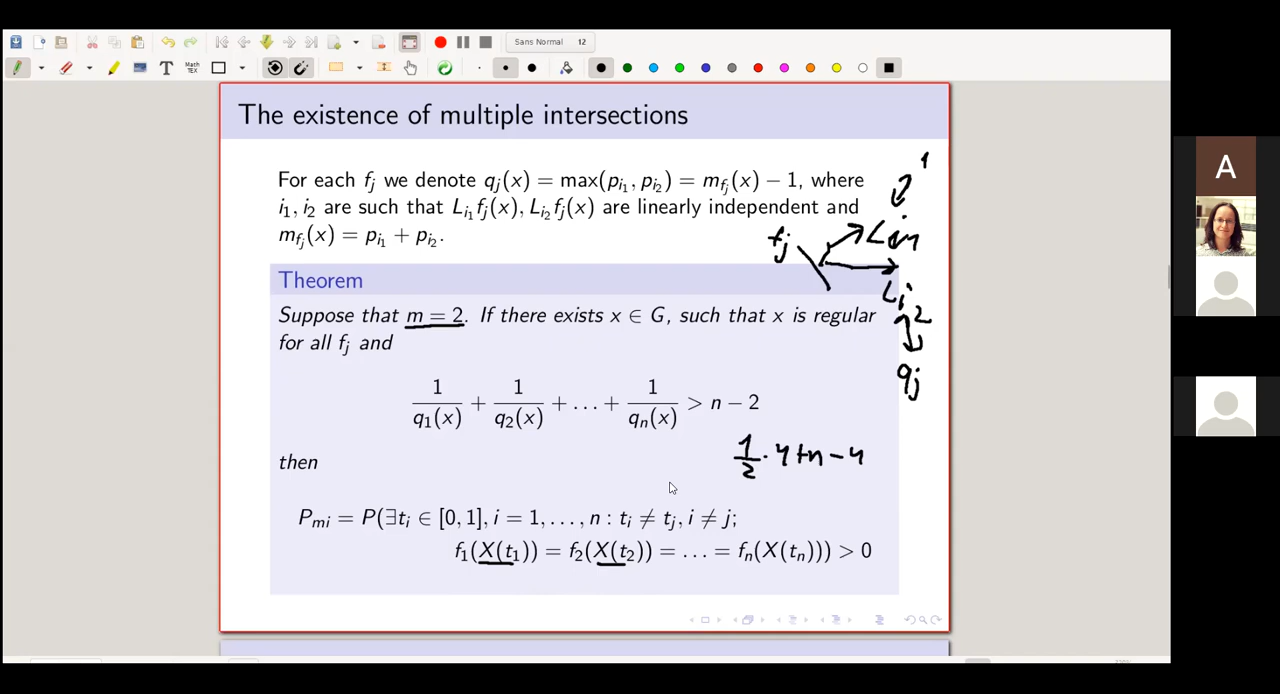 Sans Normal 12
T Math TEX
The existence of multiple intersections
For each f_j we denote q_j(x) = max(p_{i_1}, p_{i_2}) = m_{f_j}(x) − 1, where
i_1, i_2 are such that L_{i_1} f_j(x), L_{i_2} f_j(x) are linearly independent and
m_{f_j}(x) = p_{i_1} + p_{i_2}.
1
f_j
L i_1
L i_2
q_j
Theorem
Suppose that m = 2. If there exists x ∈ G, such that x is regular
for all f_j and
1/q_1(x) + 1/q_2(x) + … + 1/q_n(x) > n − 2
1/2 · 4 + n − 4
then
P_{mi} = P(∃t_i ∈ [0, 1], i = 1, …, n : t_i ≠ t_j, i ≠ j;
f_1(X(t_1)) = f_2(X(t_2)) = … = f_n(X(t_n))) > 0
A